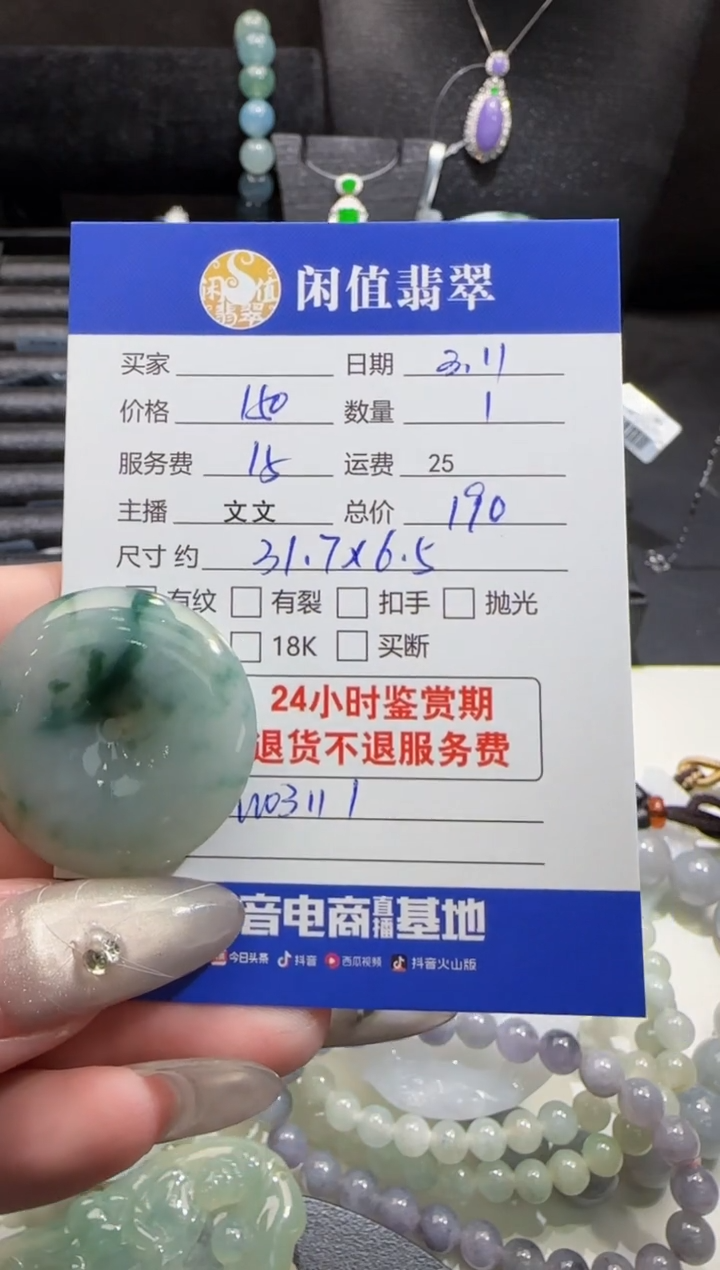 闲值翡翠
闲值翡翠
买家 日期 3.11
价格 150 数量 1
服务费 15 运费 25
主播 文文 总价 190
尺寸 约 31.7x6.5
有纹 有裂 扣手 抛光
18K 买断
24小时鉴赏期
退货不退服务费
W03111
音电商直播基地
今日头条 抖音 西瓜视频 抖音火山版